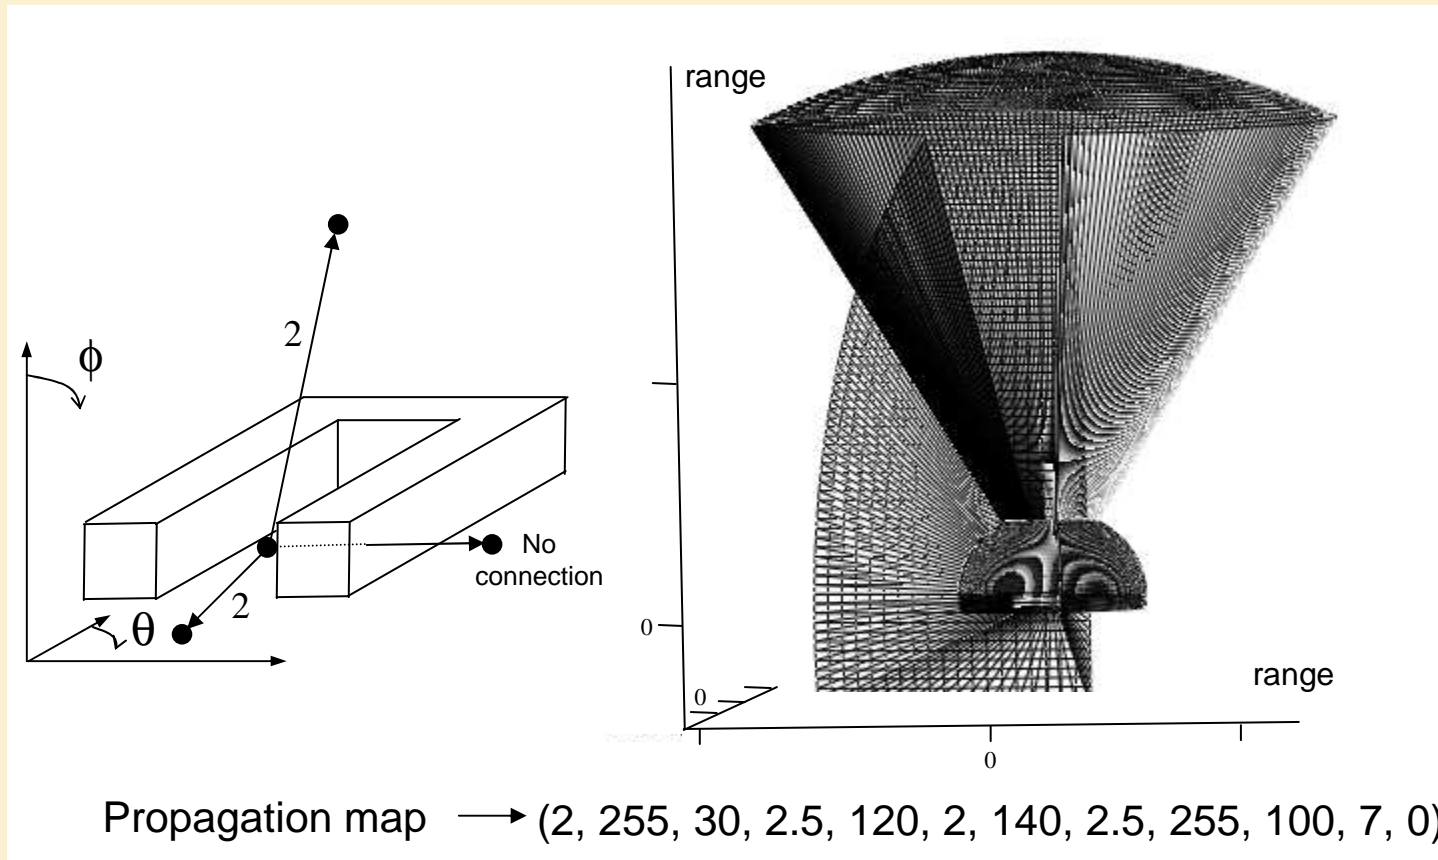 range
2
ϕ
No
connection
2
θ
0
0
range
0
Propagation map → (2, 255, 30, 2.5, 120, 2, 140, 2.5, 255, 100, 7, 0)